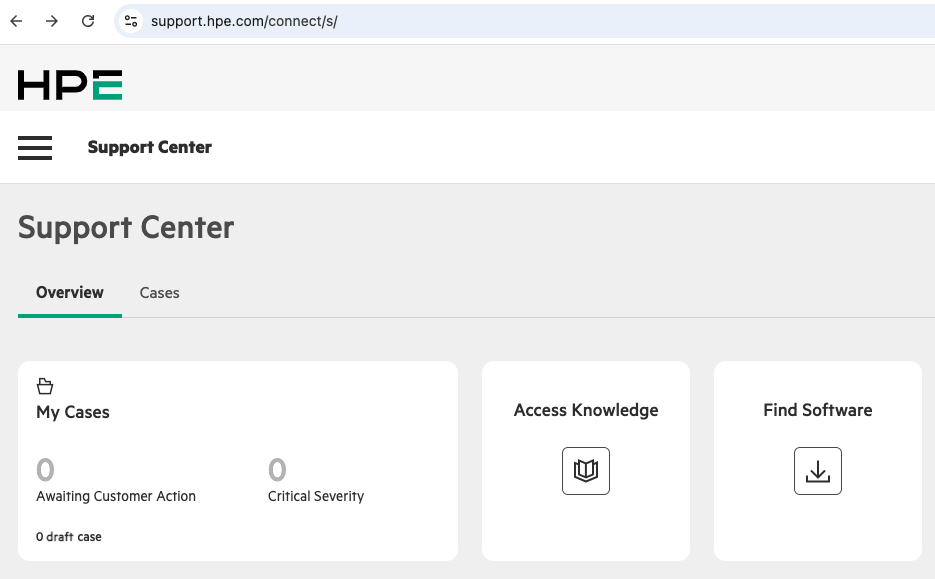 support.hpe.com/connect/s/
HPE
Support Center
Support Center
Overview Cases
My Cases
0 0
Awaiting Customer Action Critical Severity
0 draft case
Access Knowledge
Find Software